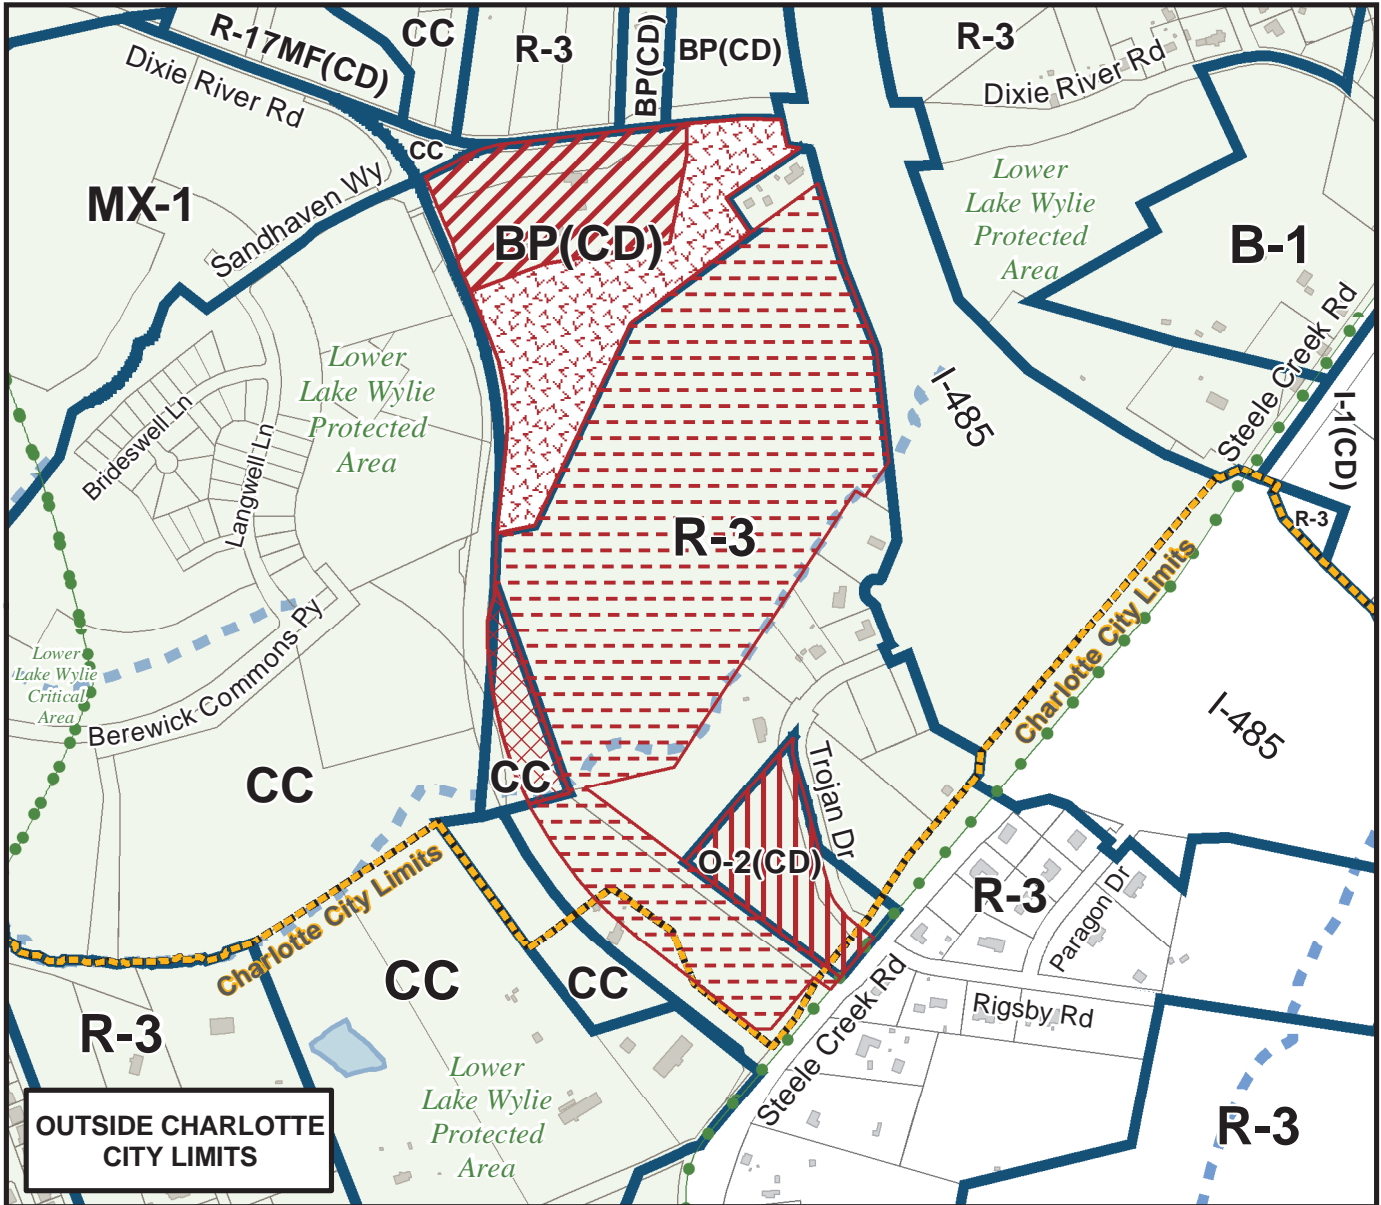 R-17MF(CD)
CC
R-3
BP(CD)
BP(CD)
R-3
Dixie River Rd
Dixie River Rd
CC
MX-1
Sandhaven Wy
BP(CD)
Lower
Lake Wylie
Protected
Area
B-1
Lower
Lake Wylie
Protected
Area
Steele Creek Rd
I-485
I-1(CD)
Brideswell Ln
Langwell Ln
R-3
R-3
Charlotte City Limits
Lower
Lake Wylie
Critical
Area
Berewick Commons Py
I-485
CC
CC
Trojan Dr
O-2(CD)
Charlotte City Limits
R-3
Paragon Dr
CC
CC
R-3
Steele Creek Rd
Rigsby Rd
Lower
Lake Wylie
Protected
Area
R-3
OUTSIDE CHARLOTTE
CITY LIMITS